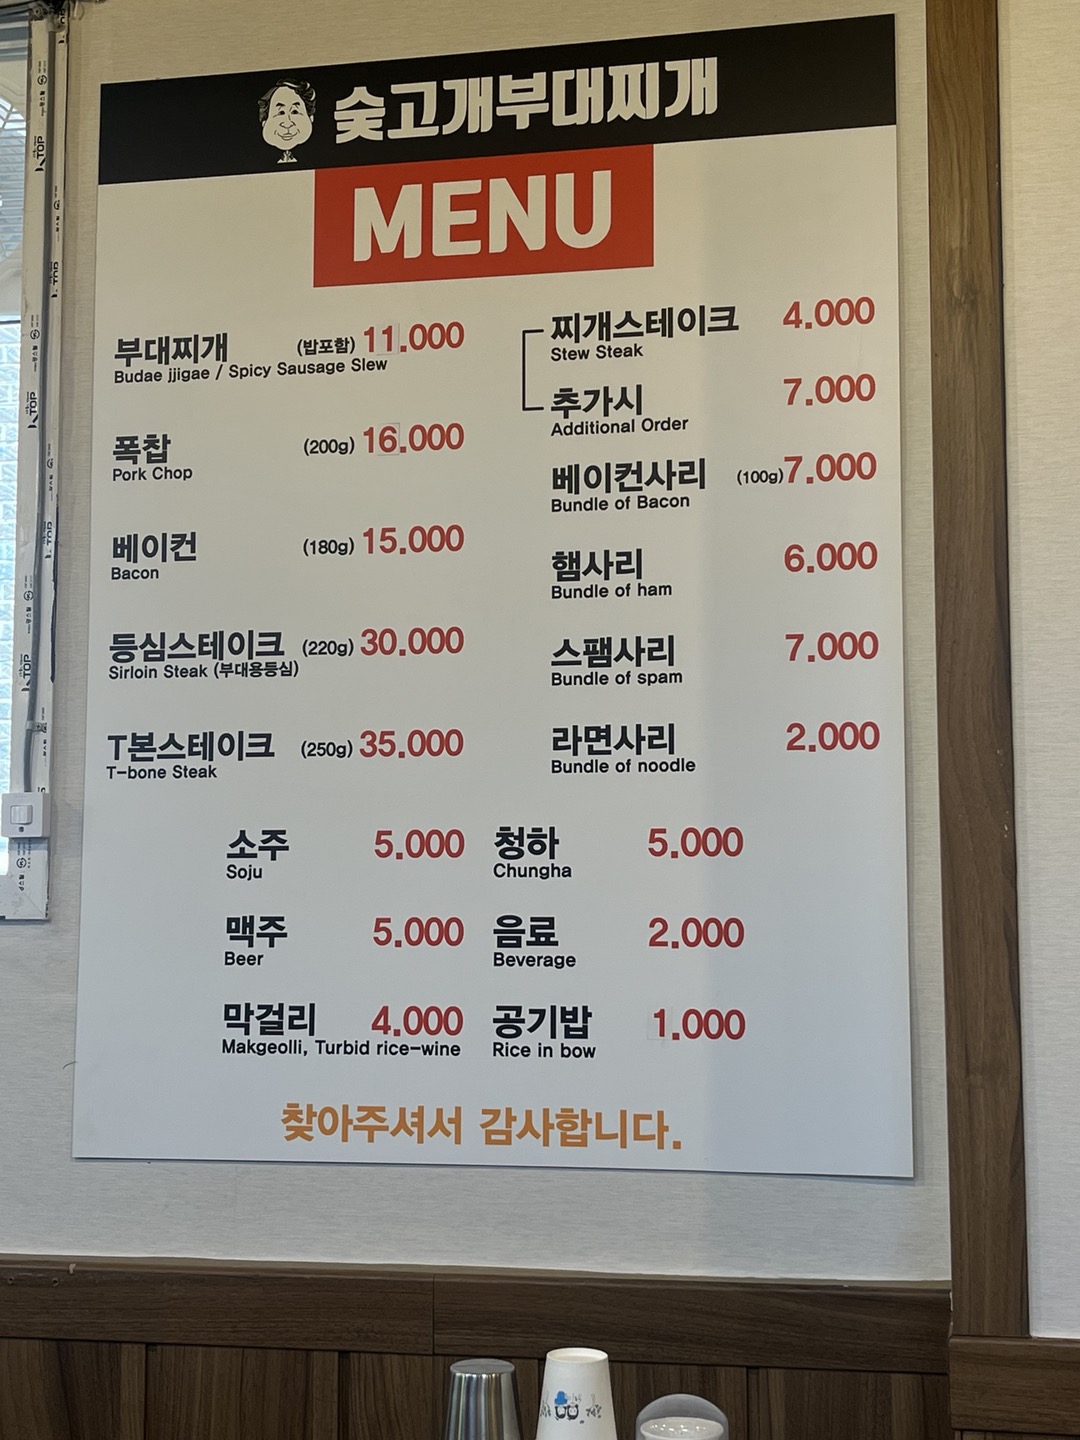 숯고개부대찌개
MENU
부대찌개 (밥포함) 11.000
Budae jjigae / Spicy Sausage Slew
폭찹 (200g) 16.000
Pork Chop
베이컨 (180g) 15.000
Bacon
등심스테이크 (220g) 30.000
Sirloin Steak (부대용등심)
T본스테이크 (250g) 35.000
T-bone Steak
찌개스테이크 4.000
Stew Steak
추가시 7.000
Additional Order
베이컨사리 (100g) 7.000
Bundle of Bacon
햄사리 6.000
Bundle of ham
스팸사리 7.000
Bundle of spam
라면사리 2.000
Bundle of noodle
소주 5.000
Soju
맥주 5.000
Beer
막걸리 4.000
Makgeolli, Turbid rice-wine
청하 5.000
Chungha
음료 2.000
Beverage
공기밥 1.000
Rice in bow
찾아주셔서 감사합니다.